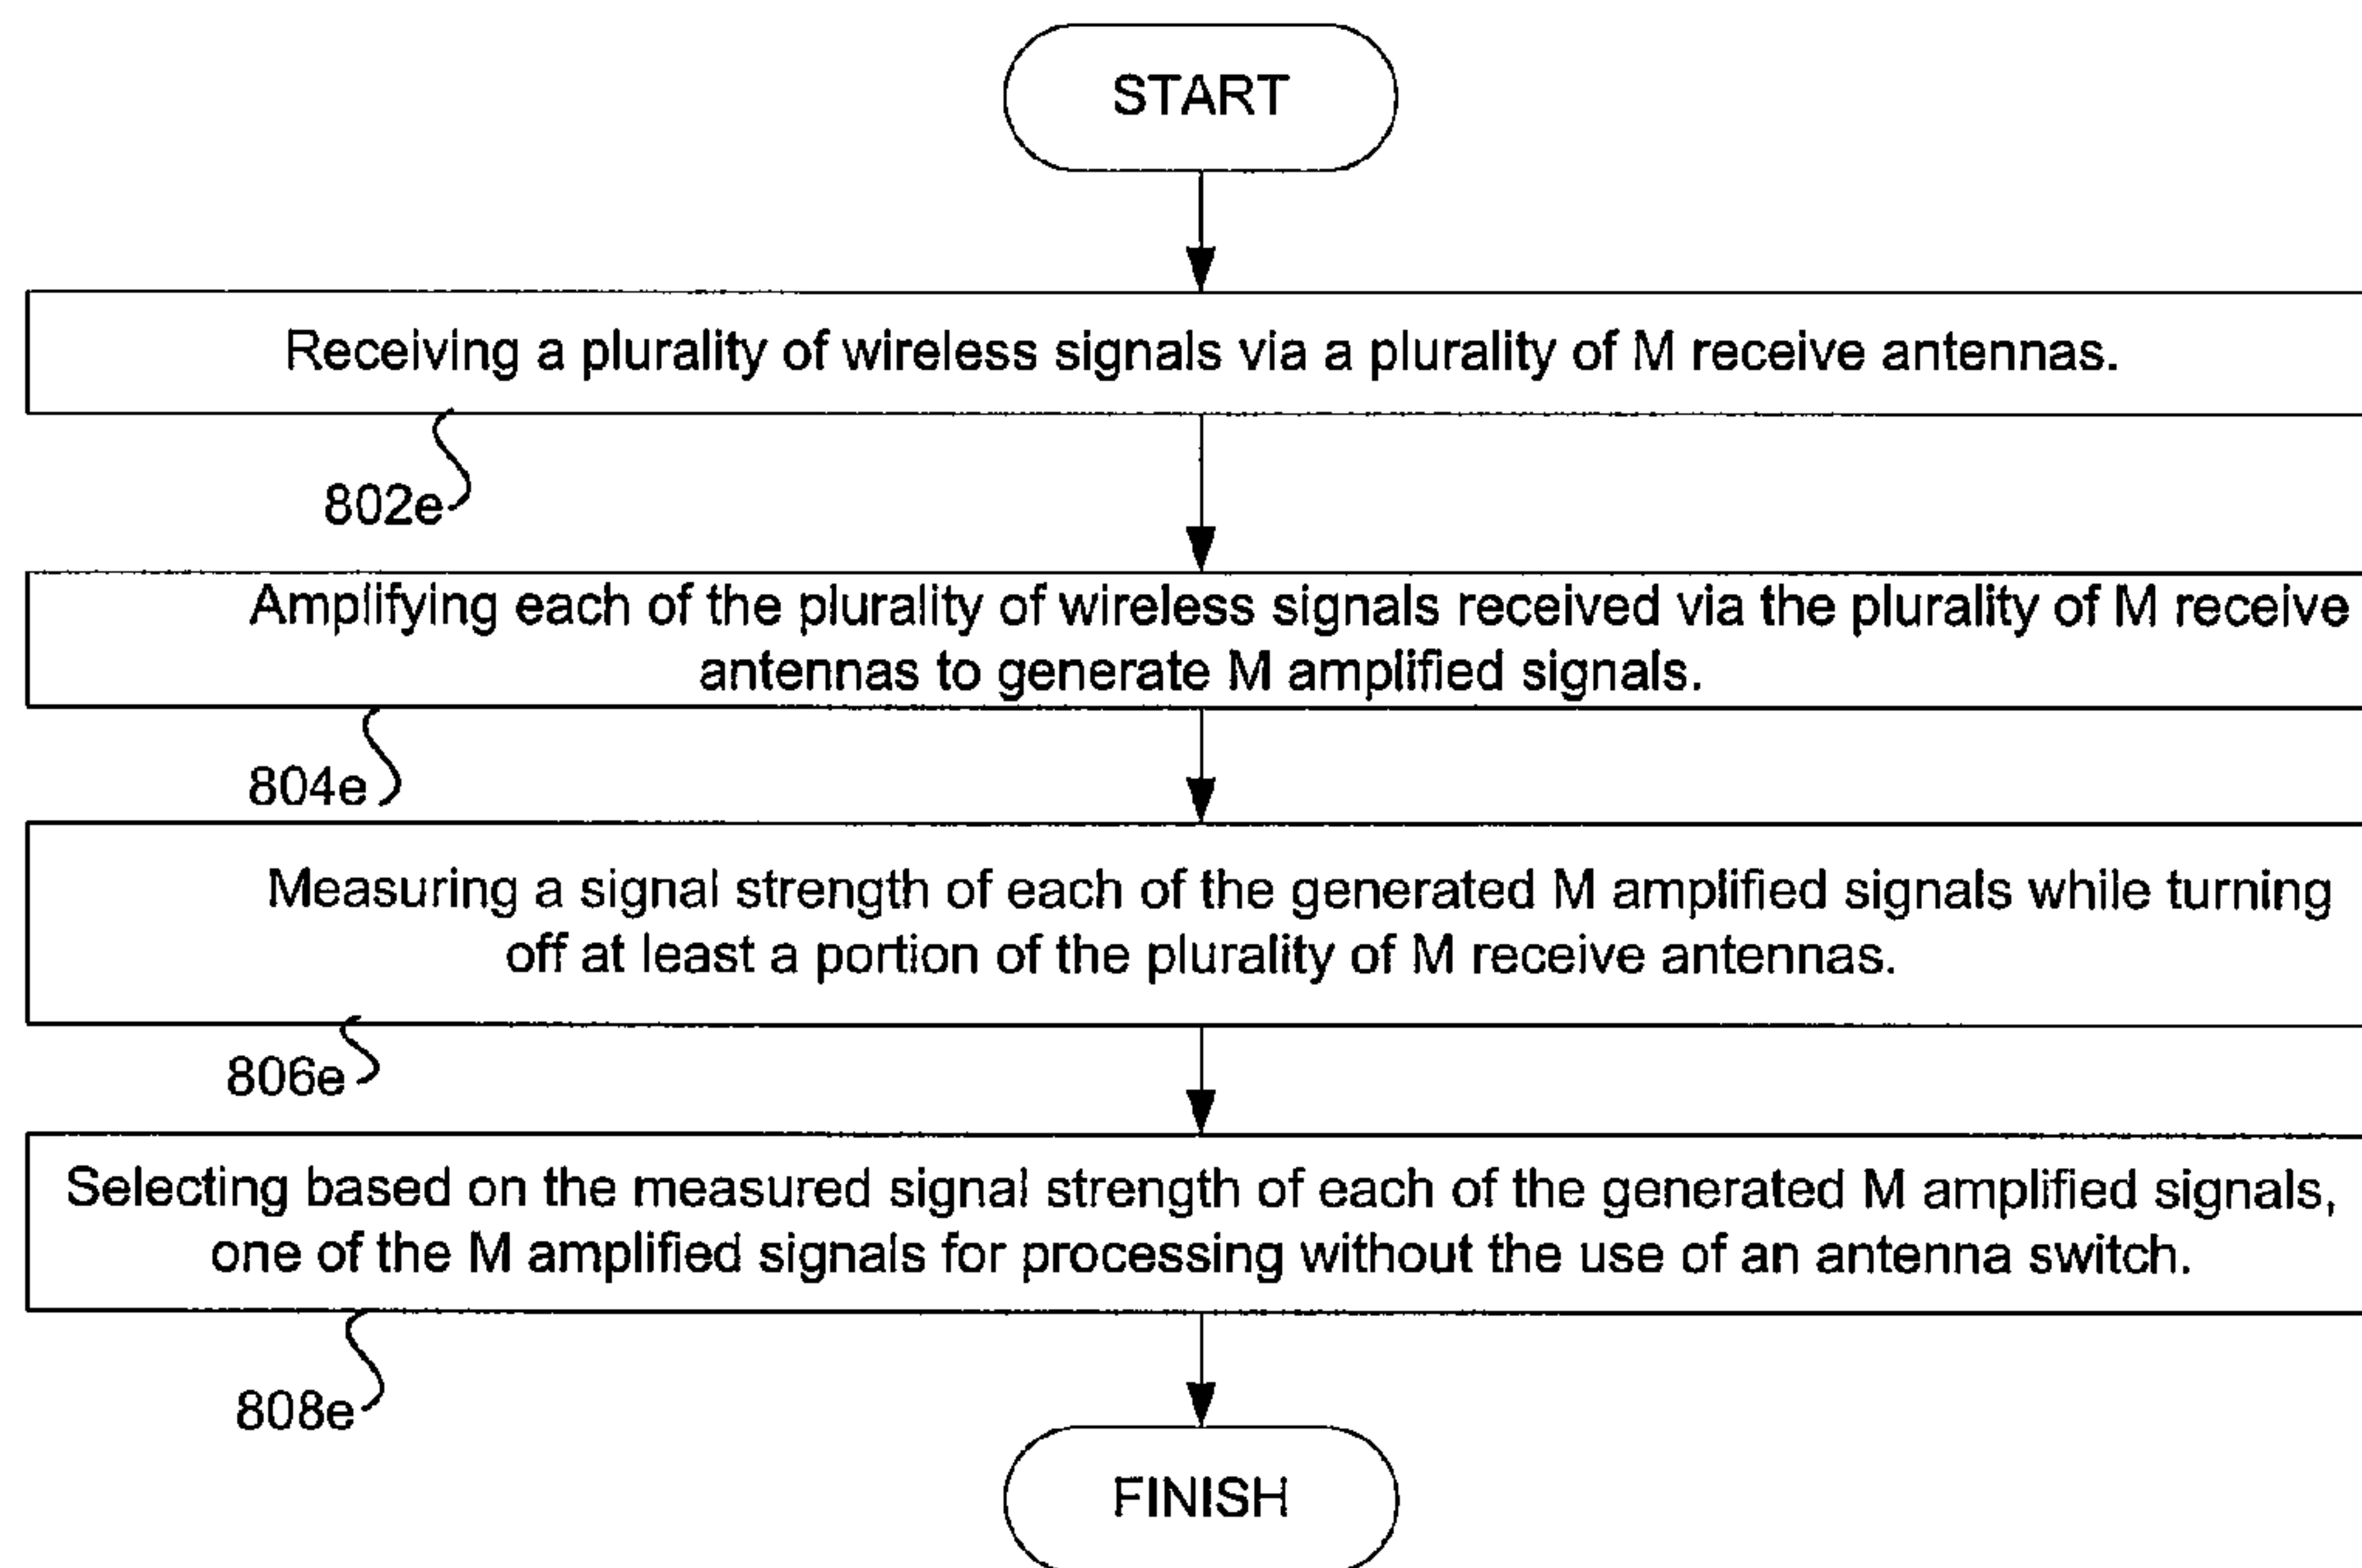 START
Receiving a plurality of wireless signals via a plurality of M receive antennas.
802e
Amplifying each of the plurality of wireless signals received via the plurality of M receive
antennas to generate M amplified signals.
804e
Measuring a signal strength of each of the generated M amplified signals while turning
off at least a portion of the plurality of M receive antennas.
806e
Selecting based on the measured signal strength of each of the generated M amplified signals,
one of the M amplified signals for processing without the use of an antenna switch.
808e
FINISH